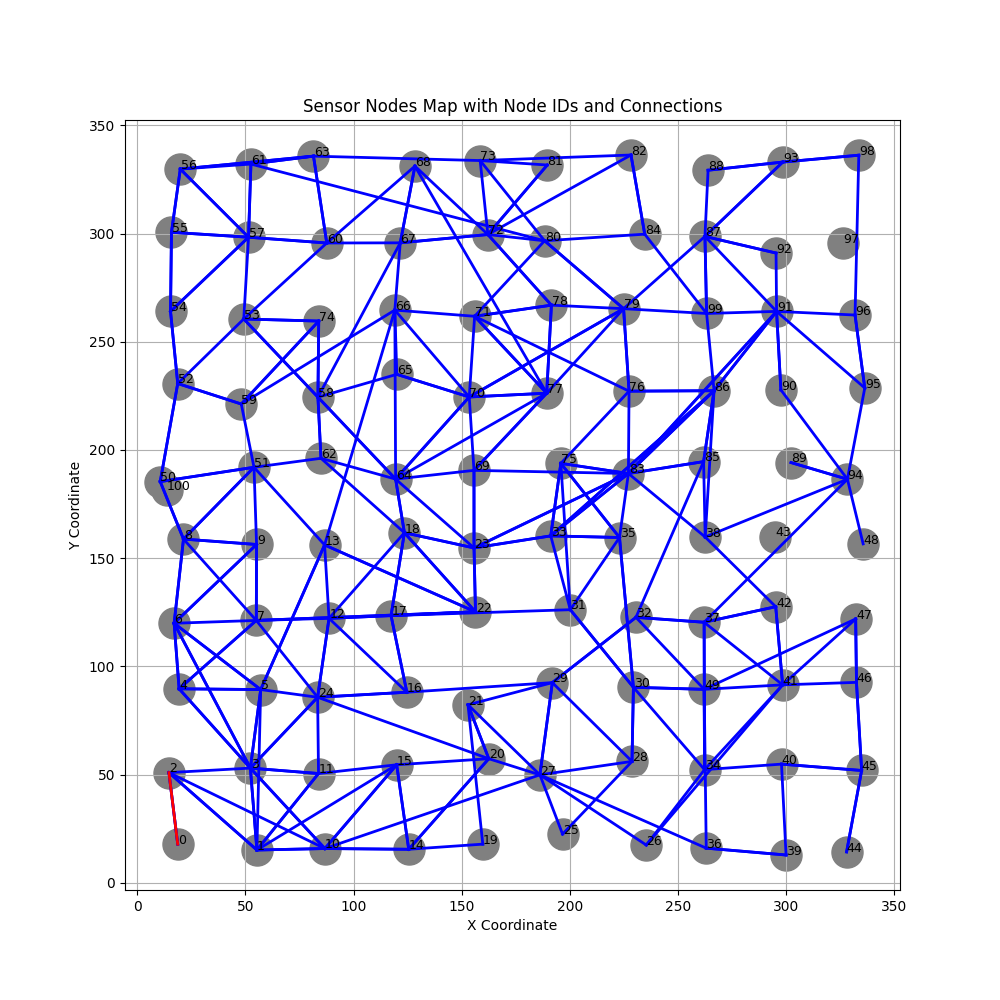 Sensor Nodes Map with Node IDs and Connections
350
56 61 63 68 73 81 82 88 93 98
300
55 57 60 67 72 80 84 87 92 97
54 53 74 66 71 78 79 99 91 96
250
52 59 58 65 70 77 76 86 90 95
200
50 100 51 62 64 69 75 83 85 89 94
150
8 9 13 18 23 33 35 38 43 48
6 7 12 17 22 31 32 37 42 47
100
4 5 24 16 21 29 30 49 41 46
50
2 3 11 15 20 27 28 34 40 45
0 1 10 14 19 25 26 36 39 44
0
0 50 100 150 200 250 300 350
X Coordinate
Y Coordinate